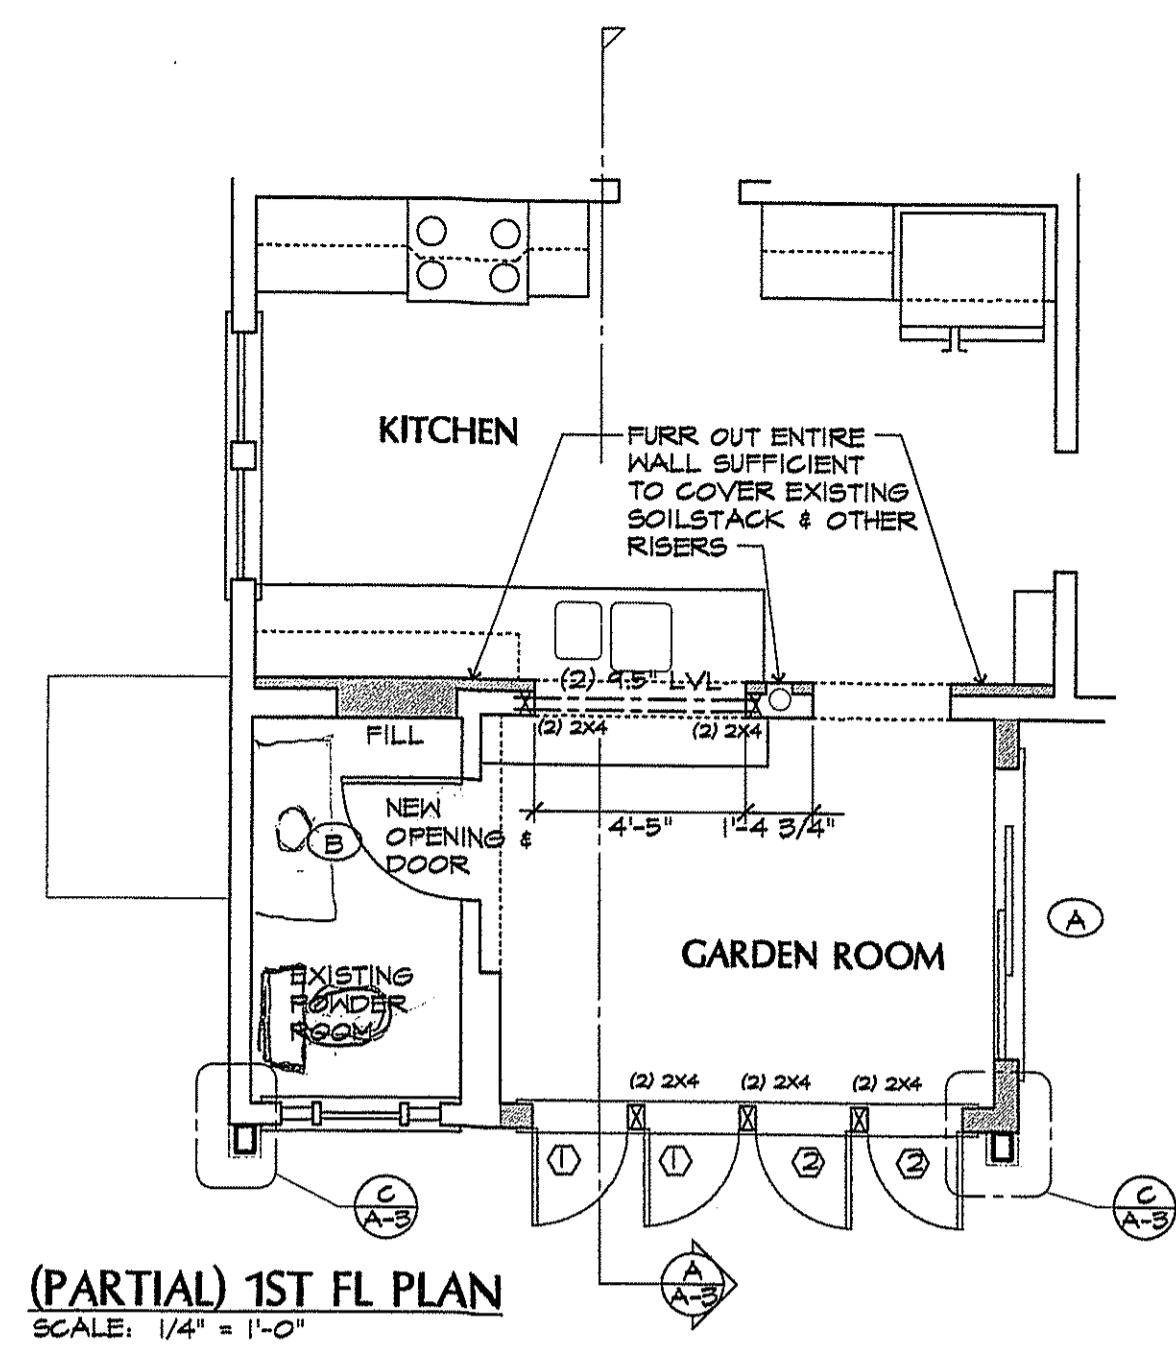 KITCHEN
FURR OUT ENTIRE
WALL SUFFICIENT
TO COVER EXISTING
SOILSTACK & OTHER
RISERS
(2) 9.5" LVL
(2) 2X4
(2) 2X4
FILL
NEW
OPENING &
DOOR
B
4'-5"
1'-4 3/4"
A
GARDEN ROOM
EXISTING
POWDER
ROOM
(2) 2X4
(2) 2X4
(2) 2X4
1
1
2
2
C
A-3
C
A-3
A
A-3
(PARTIAL) 1ST FL PLAN
SCALE: 1/4" = 1'-0"